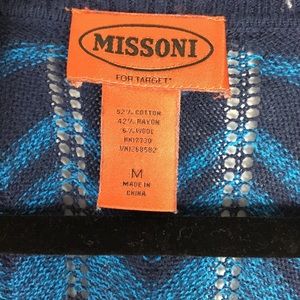 MISSONI
FOR TARGET*
52% COTTON
42% RAYON
6% WOOL
RN17730
M
MADE IN
CHINA